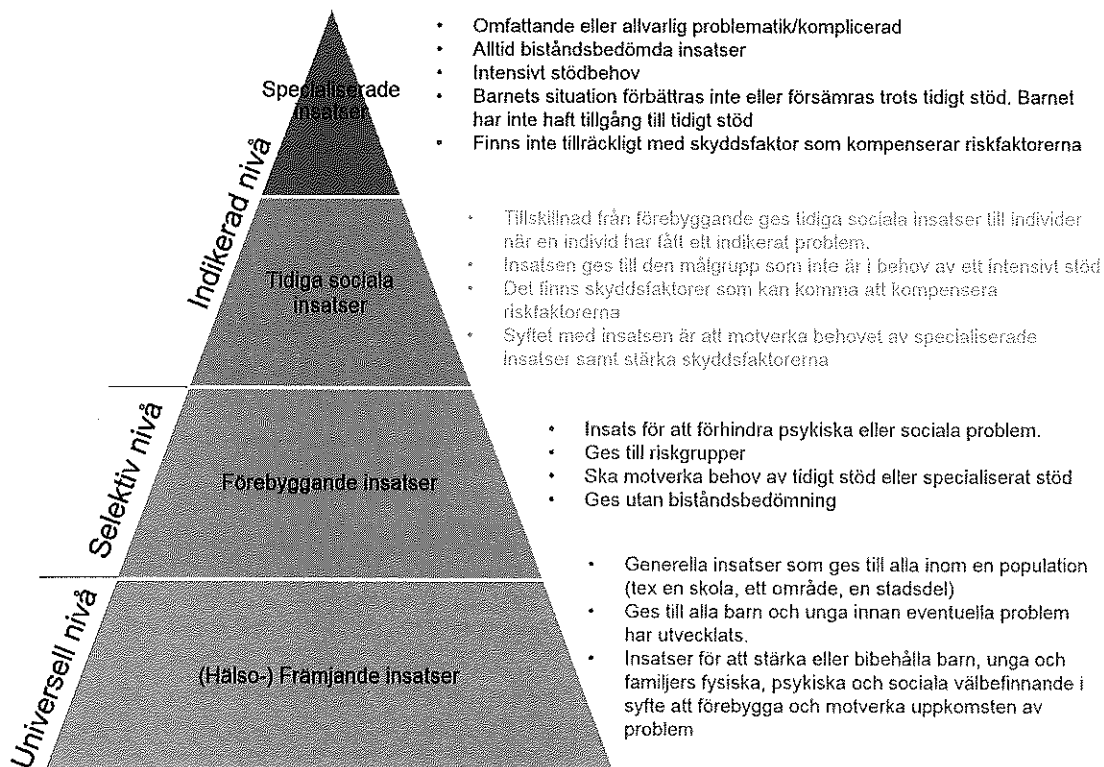 • Omfattande eller allvarlig problematik/komplicerad
• Alltid biståndsbedömda insatser
• Intensivt stödbehov
• Barnets situation förbättras inte eller försämras trots tidigt stöd. Barnet
har inte haft tillgång till tidigt stöd
• Finns inte tillräckligt med skyddsfaktor som kompenserar riskfaktorerna
Specialiserade
insatser
Indikerad nivå
• Tillskillnad från förebyggande ges tidiga sociala insatser till individer
när en individ har fått ett indikerat problem.
• Insatsen ges till den målgrupp som inte är i behov av ett intensivt stöd
• Det finns skyddsfaktorer som kan komma att kompensera
riskfaktorerna
• Syftet med insatsen är att motverka behovet av specialiserade
insatser samt stärka skyddsfaktorerna
Tidiga sociala
insatser
Selektiv nivå
• Insats för att förhindra psykiska eller sociala problem.
• Ges till riskgrupper
• Ska motverka behov av tidigt stöd eller specialiserat stöd
• Ges utan biståndsbedömning
Förebyggande insatser
Universell nivå
• Generella insatser som ges till alla inom en population
(tex en skola, ett område, en stadsdel)
• Ges till alla barn och unga innan eventuella problem
har utvecklats.
• Insatser för att stärka eller bibehålla barn, unga och
familjers fysiska, psykiska och sociala välbefinnande i
syfte att förebygga och motverka uppkomsten av
problem
(Hälso-) Främjande insatser